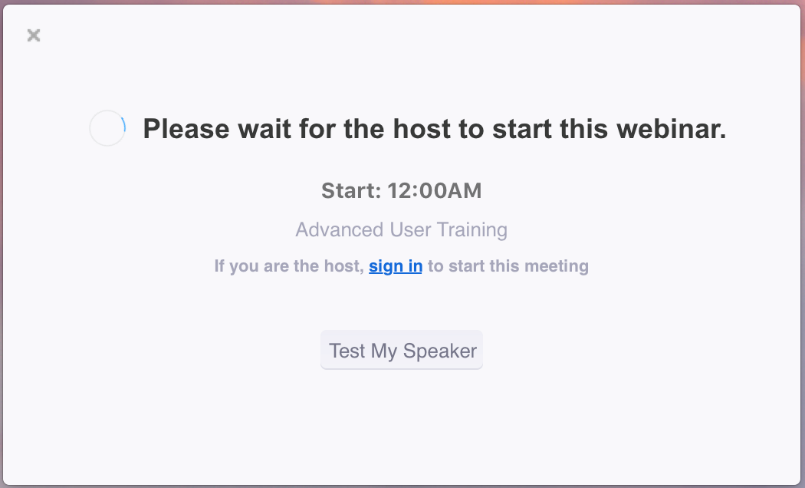 Please wait for the host to start this webinar.
Start: 12:00AM
Advanced User Training
If you are the host, sign in to start this meeting
Test My Speaker